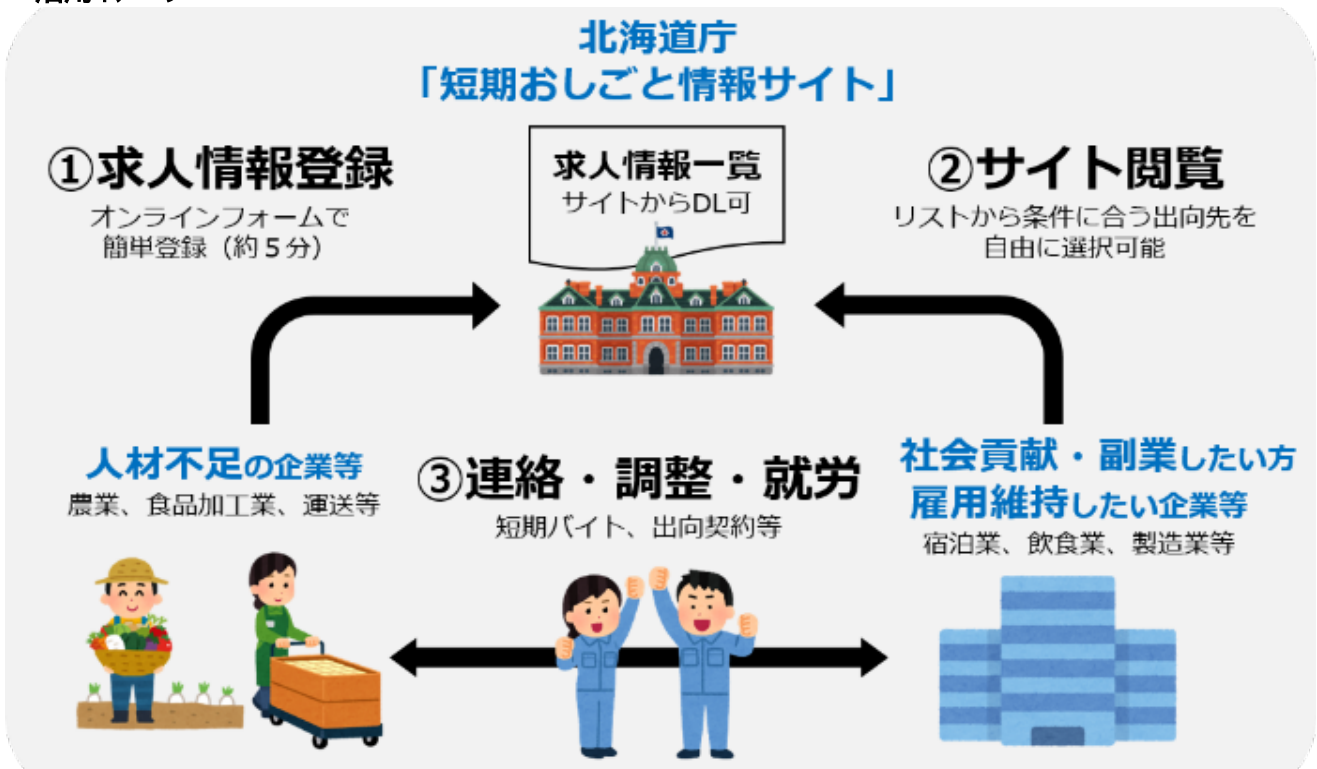 北海道庁
「短期おしごと情報サイト」
①求人情報登録
オンラインフォームで
簡単登録（約５分）
求人情報一覧
サイトからDL可
②サイト閲覧
リストから条件に合う出向先を
自由に選択可能
人材不足の企業等
農業、食品加工業、運送等
③連絡・調整・就労
短期バイト、出向契約等
社会貢献・副業したい方
雇用維持したい企業等
宿泊業、飲食業、製造業等